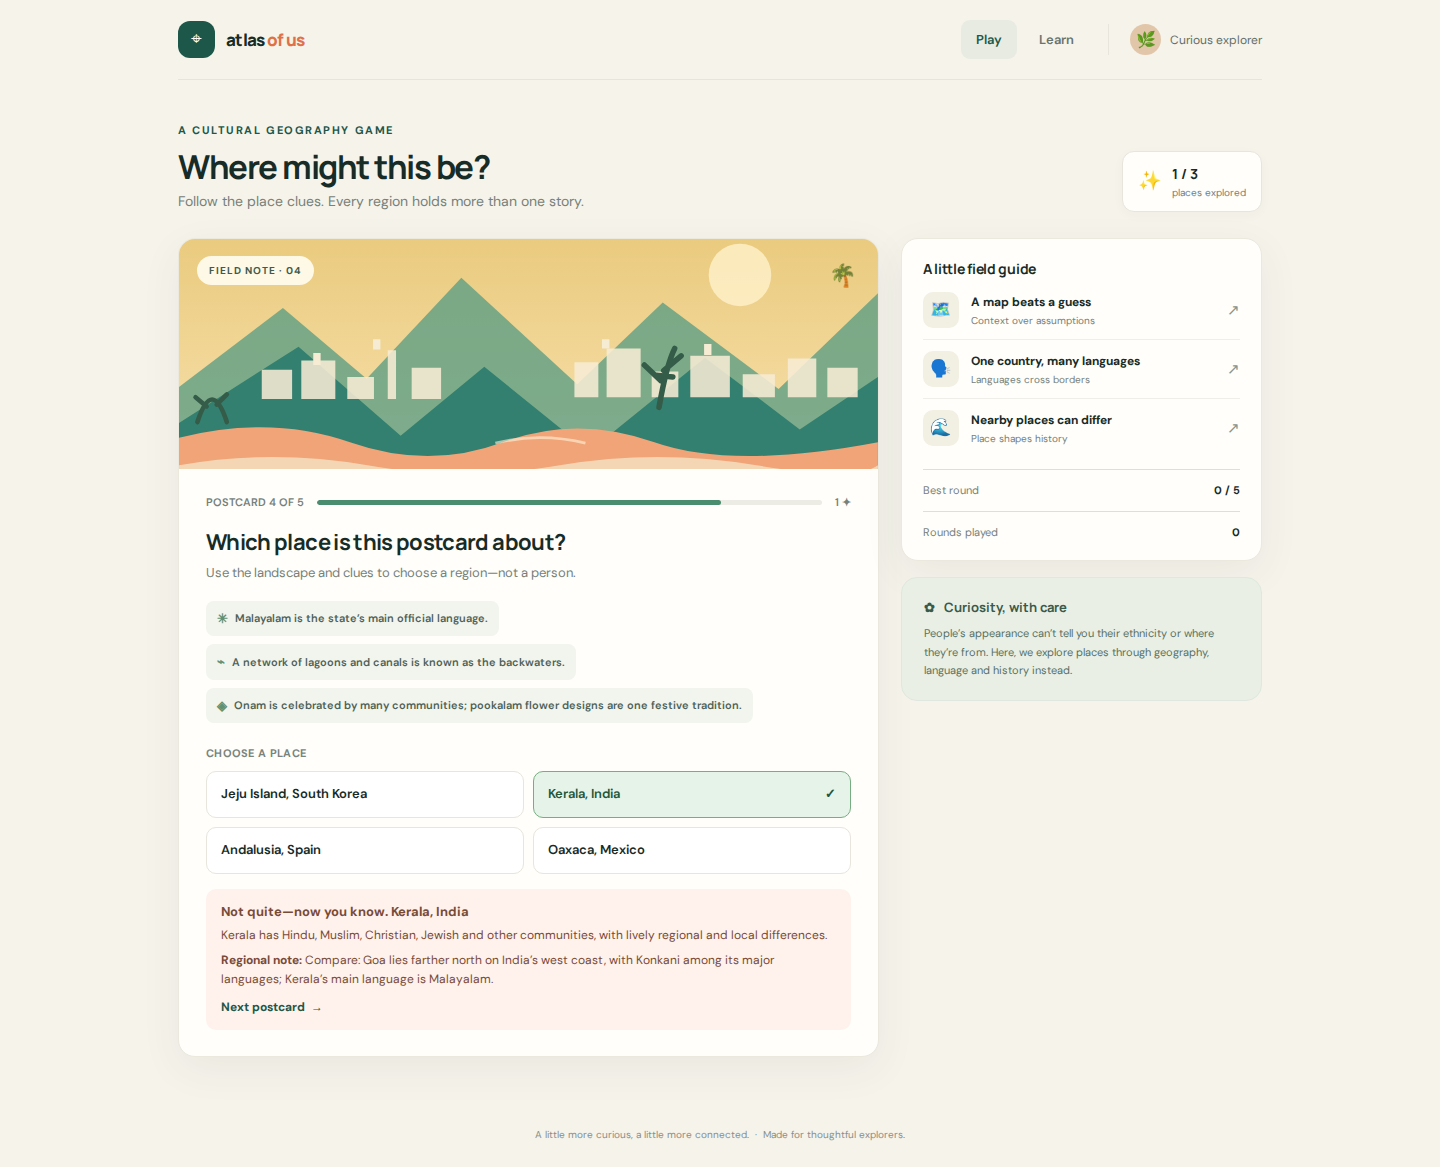 atlas of us
Play
Learn
Curious explorer
A CULTURAL GEOGRAPHY GAME
Where might this be?
Follow the place clues. Every region holds more than one story.
1 / 3
places explored
FIELD NOTE · 04
POSTCARD 4 OF 5
1 ✦
Which place is this postcard about?
Use the landscape and clues to choose a region—not a person.
Malayalam is the state's main official language.
A network of lagoons and canals is known as the backwaters.
Onam is celebrated by many communities; pookalam flower designs are one festive tradition.
CHOOSE A PLACE
Jeju Island, South Korea
Kerala, India ✓
Andalusia, Spain
Oaxaca, Mexico
Not quite—now you know. Kerala, India
Kerala has Hindu, Muslim, Christian, Jewish and other communities, with lively regional and local differences.
Regional note: Compare: Goa lies farther north on India's west coast, with Konkani among its major
languages; Kerala's main language is Malayalam.
Next postcard →
A little field guide
A map beats a guess
Context over assumptions
↗
One country, many languages
Languages cross borders
↗
Nearby places can differ
Place shapes history
↗
Best round
0 / 5
Rounds played
0
Curiosity, with care
People's appearance can't tell you their ethnicity or where
they're from. Here, we explore places through geography,
language and history instead.
A little more curious, a little more connected. · Made for thoughtful explorers.